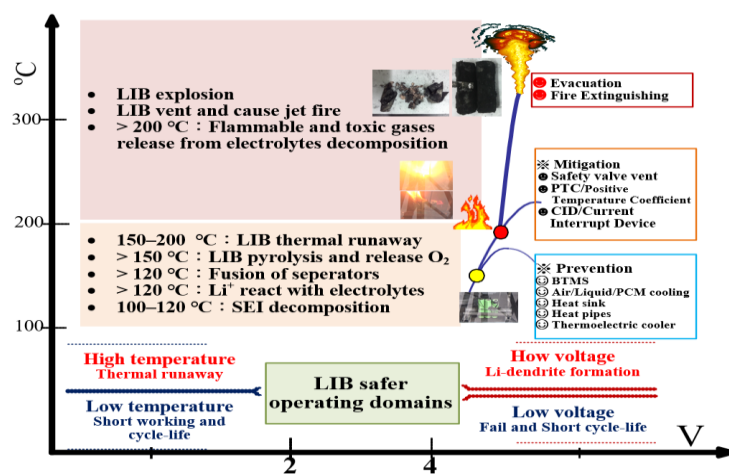 °C
300
200
100
LIB explosion
LIB vent and cause jet fire
> 200 °C：Flammable and toxic gases
release from electrolytes decomposition
Evacuation
Fire Extinguishing
※ Mitigation
Safety valve vent
PTC/Positive
Temperature Coefficient
CID/Current
Interrupt Device
150–200 °C：LIB thermal runaway
> 150 °C：LIB pyrolysis and release O₂
> 120 °C：Fusion of seperators
> 120 °C：Li⁺ react with electrolytes
100–120 °C：SEI decomposition
※ Prevention
BTMS
Air/Liquid/PCM cooling
Heat sink
Heat pipes
Thermoelectric cooler
High temperature
Thermal runaway
Low temperature
Short working and
cycle-life
LIB safer
operating domains
How voltage
Li-dendrite formation
Low voltage
Fail and Short cycle-life
2
4
V